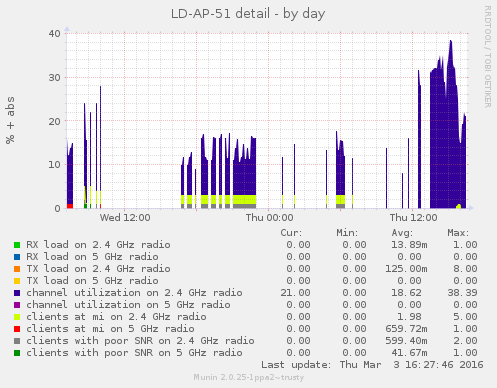 LD-AP-51 detail - by day
RRDTOOL / TOBI OETIKER
% + abs
40
30
20
10
0
Wed 12:00 Thu 00:00 Thu 12:00
Cur: Min: Avg: Max:
RX load on 2.4 GHz radio 0.00 0.00 13.89m 1.00
RX load on 5 GHz radio 0.00 0.00 0.00 0.00
TX load on 2.4 GHz radio 0.00 0.00 125.00m 8.00
TX load on 5 GHz radio 0.00 0.00 0.00 0.00
channel utilization on 2.4 GHz radio 21.00 0.00 18.62 38.39
channel utilization on 5 GHz radio 0.00 0.00 0.00 0.00
clients at mi on 2.4 GHz radio 0.00 0.00 1.98 5.00
clients at mi on 5 GHz radio 0.00 0.00 659.72m 1.00
clients with poor SNR on 2.4 GHz radio 0.00 0.00 599.40m 2.00
clients with poor SNR on 5 GHz radio 0.00 0.00 41.67m 1.00
Last update: Thu Mar 3 16:27:46 2016
Munin 2.0.25-1ppa2~trusty